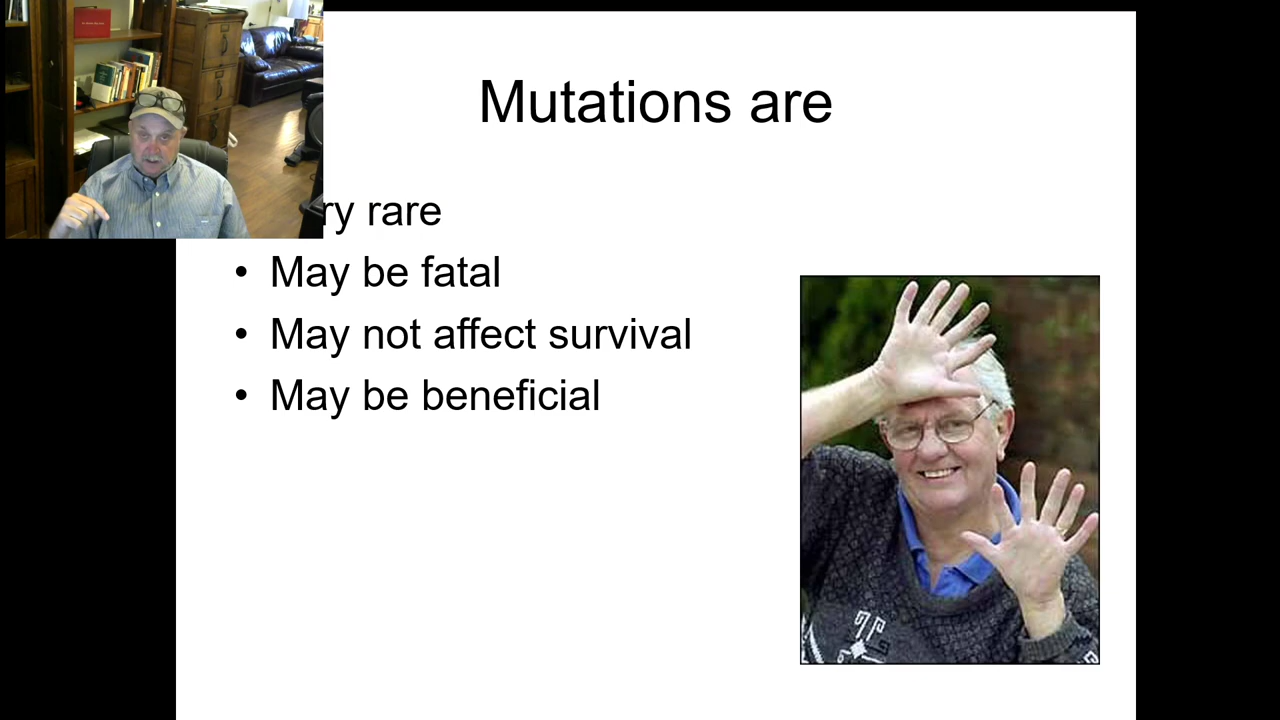 Mutations are
ry rare
• May be fatal
• May not affect survival
• May be beneficial